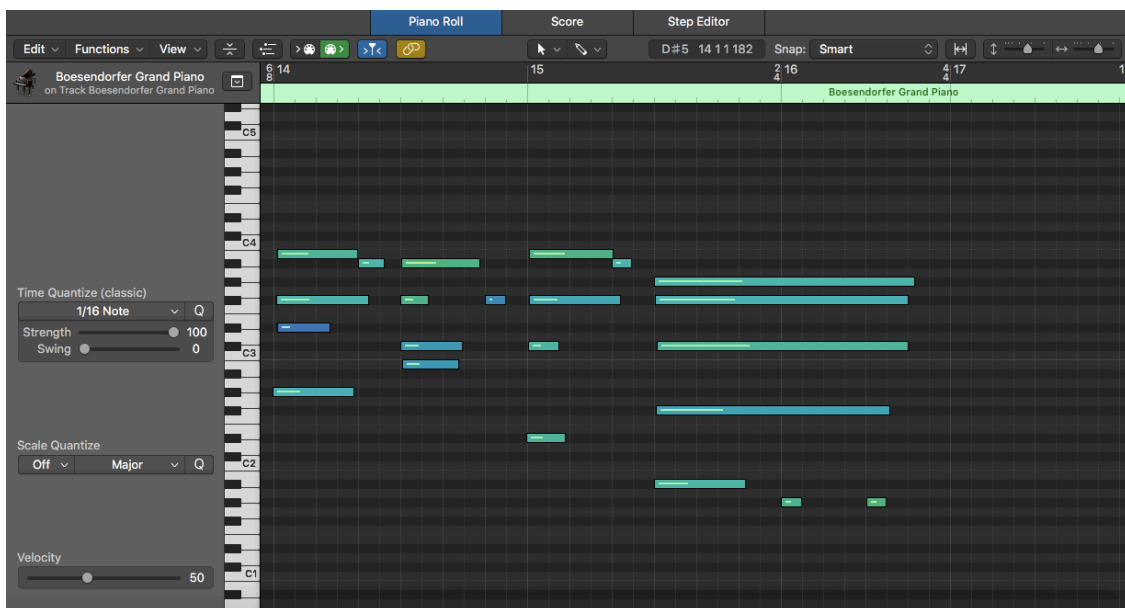 Piano Roll Score Step Editor
Edit Functions View D#5 14 1 1 182 Snap: Smart
Boesendorfer Grand Piano
on Track Boesendorfer Grand Piano
6 8 14 15 2 4 16 4 4 17 1
Boesendorfer Grand Piano
C5
C4
Time Quantize (classic)
1/16 Note Q
Strength 100
Swing 0
C3
Scale Quantize
Off Major Q
C2
Velocity
50
C1